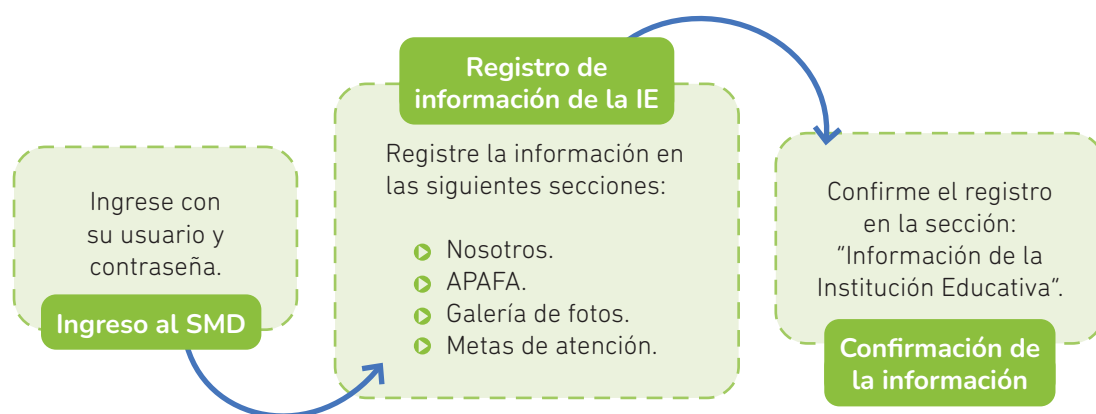 Ingrese con
su usuario y
contraseña.
Ingreso al SMD
Registro de
información de la IE
Registre la información en
las siguientes secciones:
Nosotros.
APAFA.
Galería de fotos.
Metas de atención.
Confirme el registro
en la sección:
“Información de la
Institución Educativa”.
Confirmación de
la información